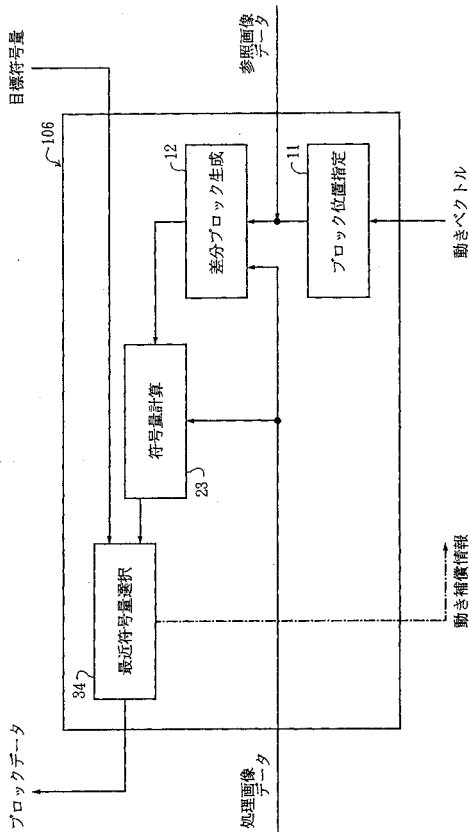 目標符号量
参照画像
データ
106
12
差分ブロック生成
11
ブロック位置指定
動きベクトル
符号量計算
23
最近符号量選択
34
動き補償情報
ブロックデータ
処理画像
データ